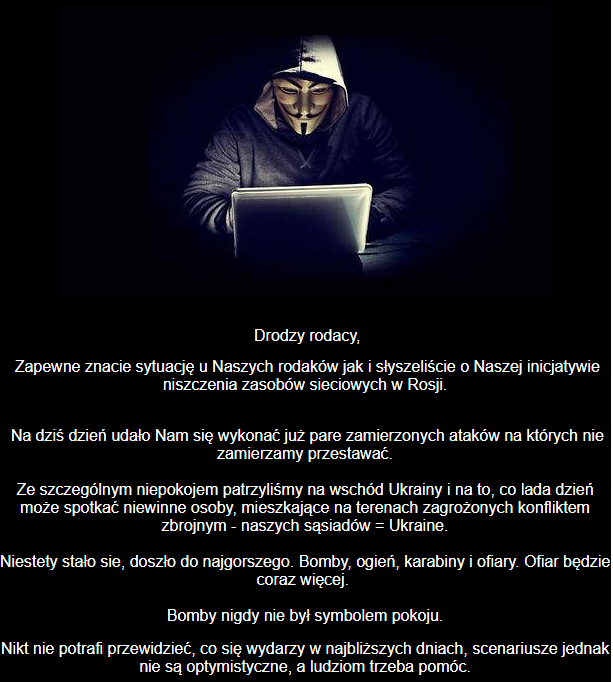 Drodzy rodacy,
Zapewne znacie sytuację u Naszych rodaków jak i słyszeliście o Naszej inicjatywie
niszczenia zasobów sieciowych w Rosji.
Na dziś dzień udało Nam się wykonać już pare zamierzonych ataków na których nie
zamierzamy przestawać.
Ze szczególnym niepokojem patrzyliśmy na wschód Ukrainy i na to, co lada dzień
może spotkać niewinne osoby, mieszkające na terenach zagrożonych konfliktem
zbrojnym - naszych sąsiadów = Ukraine.
Niestety stało sie, doszło do najgorszego. Bomby, ogień, karabiny i ofiary. Ofiar będzie
coraz więcej.
Bomby nigdy nie był symbolem pokoju.
Nikt nie potrafi przewidzieć, co się wydarzy w najbliższych dniach, scenariusze jednak
nie są optymistyczne, a ludziom trzeba pomóc.